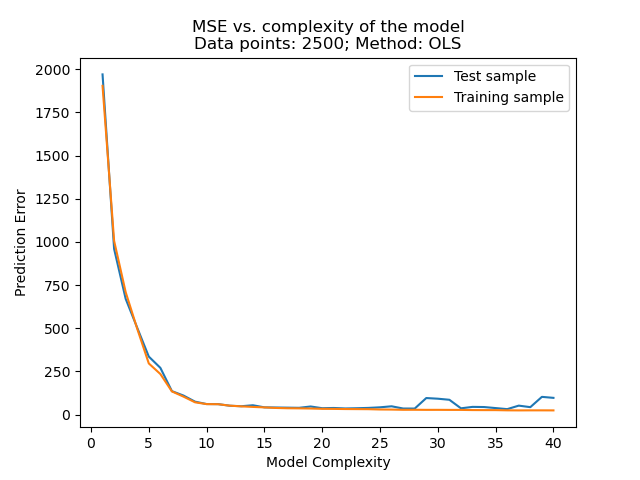 MSE vs. complexity of the model
Data points: 2500; Method: OLS
Test sample
Training sample
Prediction Error
2000
1750
1500
1250
1000
750
500
250
0
0 5 10 15 20 25 30 35 40
Model Complexity